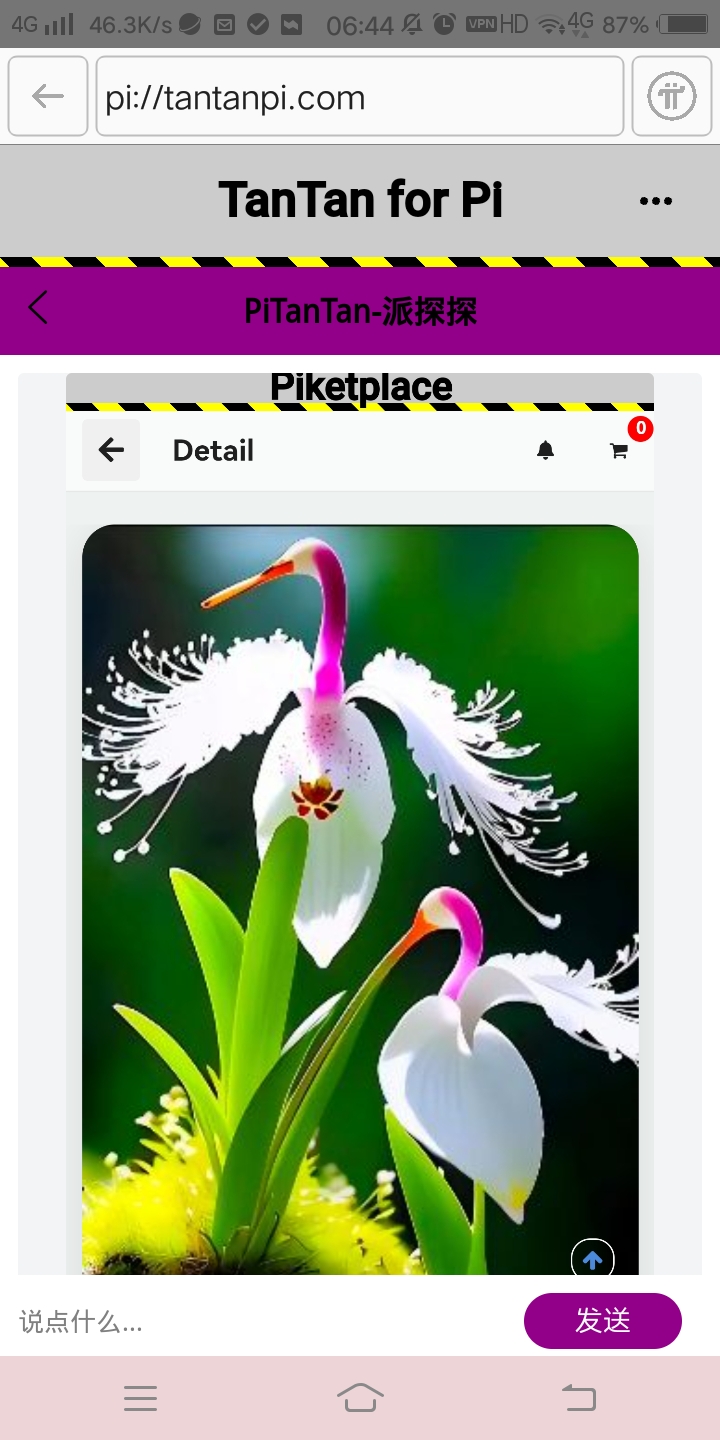 4G 46.3K/s 06:44 VPN HD 4G 87%
pi://tantanpi.com
TanTan for Pi
PiTanTan-派探探
Piketplace
Detail
0
说点什么...
发送